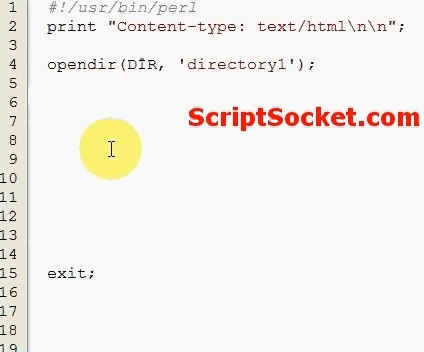 1 #!/usr/bin/perl
2 print "Content-type: text/html\n\n";
3
4 opendir(DIR, 'directory1');
5
6
7 ScriptSocket.com
8
9
10
11
12
13
14
15 exit;
16
17
18
19